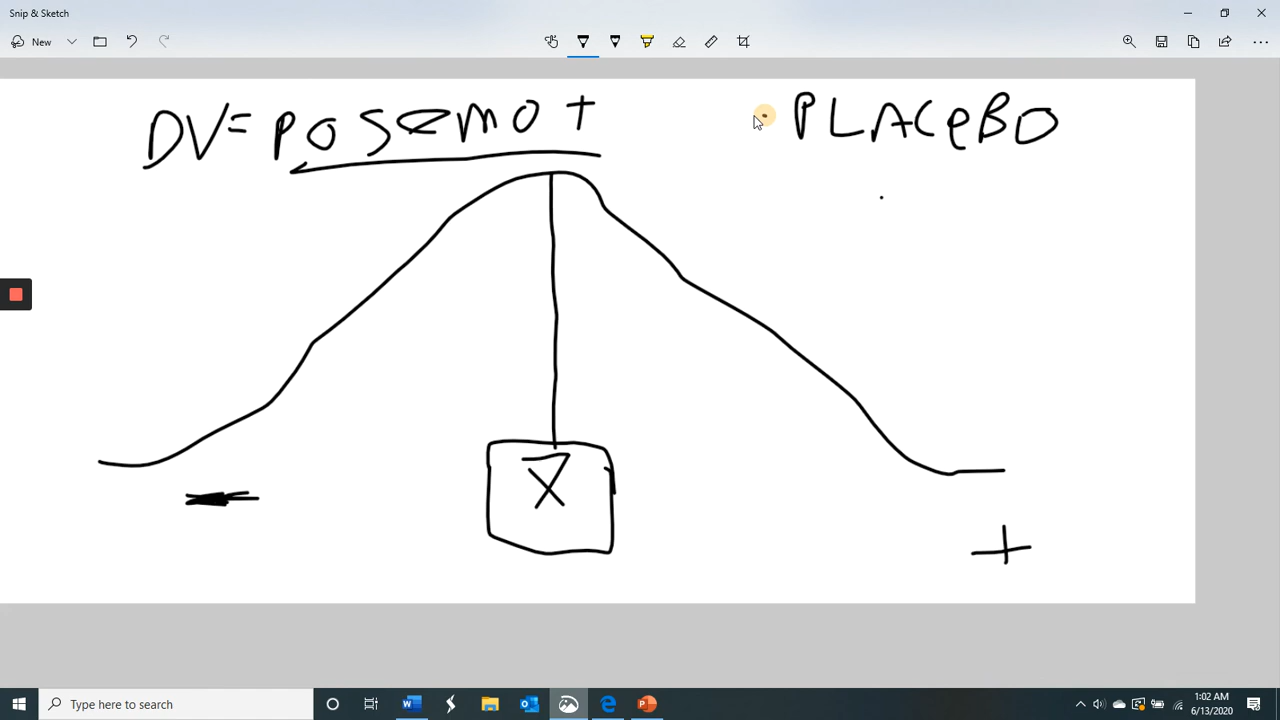 Snip & Sketch
New
DV= POSEMOT
PLACEBO
X̄
+
Type here to search
1:02 AM
6/13/2020